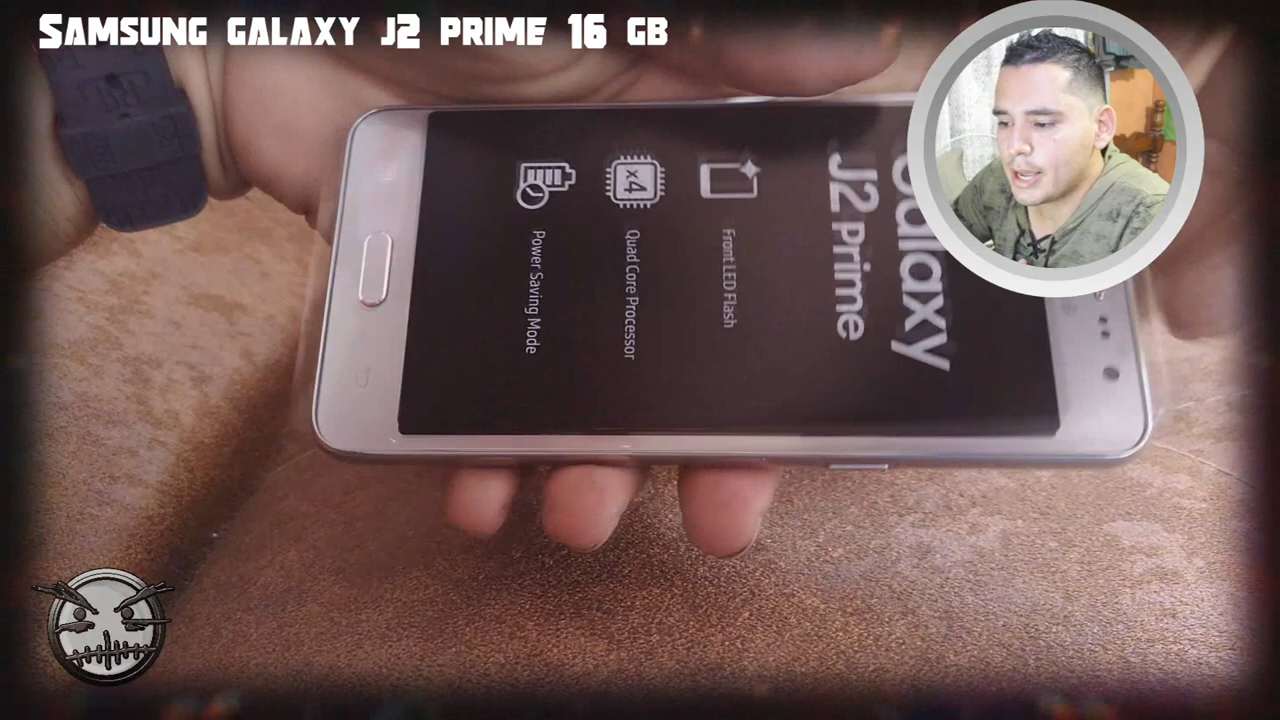 Samsung galaxy j2 prime 16 gb
Galaxy
J2 Prime
Front LED Flash
x4
Quad Core Processor
Power Saving Mode